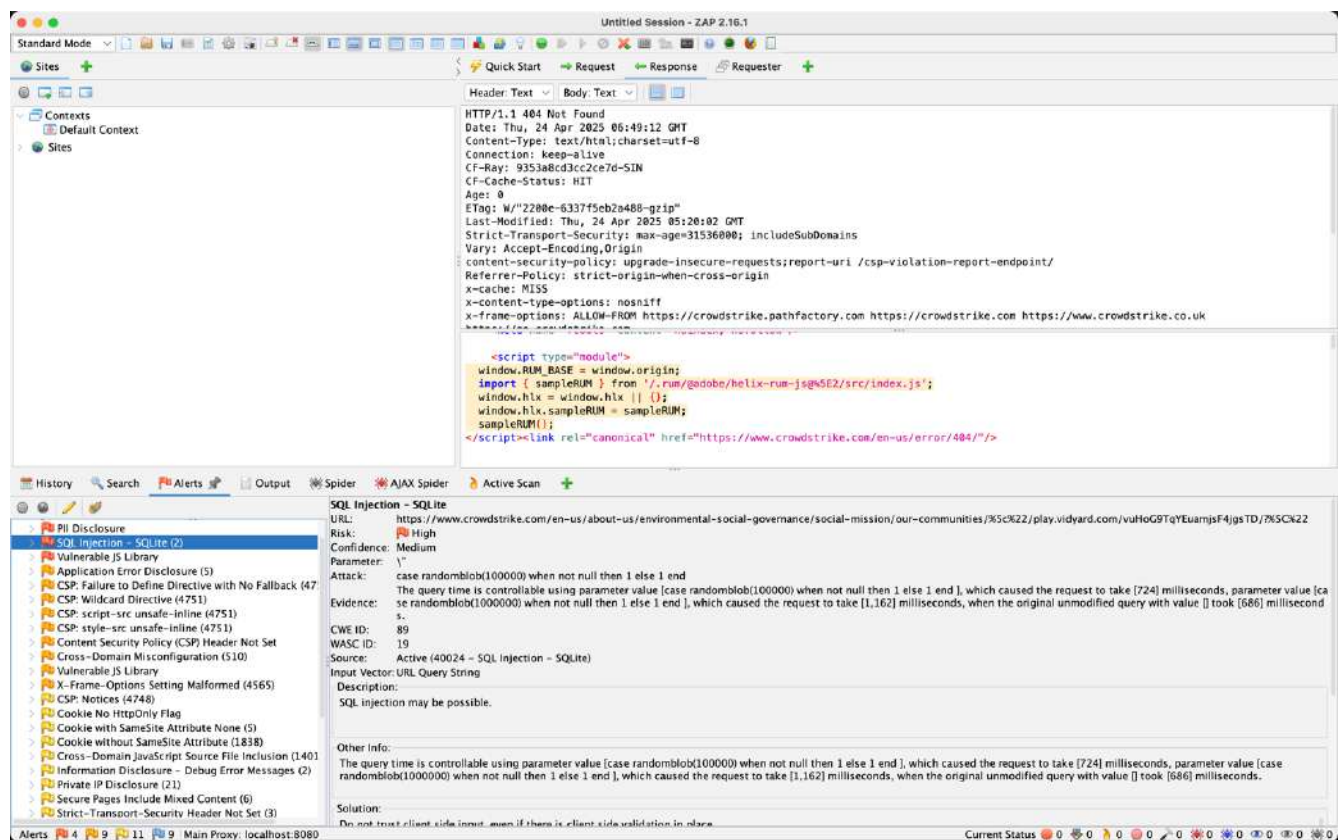 Untitled Session - ZAP 2.16.1
Standard Mode
Sites
Quick Start
Request
Response
Requester
Header: Text
Body: Text
Contexts
Default Context
Sites
HTTP/1.1 404 Not Found
Date: Thu, 24 Apr 2025 06:49:12 GMT
Content-Type: text/html;charset=utf-8
Connection: keep-alive
CF-Ray: 9353a8cd3cc2ce7d-SIN
CF-Cache-Status: HIT
Age: 0
ETag: W/"2200e-6337f5eb2a488-gzip"
Last-Modified: Thu, 24 Apr 2025 05:20:02 GMT
Strict-Transport-Security: max-age=31536000; includeSubDomains
Vary: Accept-Encoding,Origin
content-security-policy: upgrade-insecure-requests;report-uri /csp-violation-report-endpoint/
Referrer-Policy: strict-origin-when-cross-origin
x-cache: MISS
x-content-type-options: nosniff
x-frame-options: ALLOW-FROM https://crowdstrike.pathfactory.com https://crowdstrike.com https://www.crowdstrike.co.uk
<script type="module">
window.RUM_BASE = window.origin;
import { sampleRUM } from '/.rum/@adobe/helix-rum-js@%5E2/src/index.js';
window.hlx = window.hlx || {};
window.hlx.sampleRUM = sampleRUM;
sampleRUM();
</script><link rel="canonical" href="https://www.crowdstrike.com/en-us/error/404/"/>
History
Search
Alerts
Output
Spider
AJAX Spider
Active Scan
PII Disclosure
SQL Injection - SQLite (2)
Vulnerable JS Library
Application Error Disclosure (5)
CSP: Failure to Define Directive with No Fallback (47
CSP: Wildcard Directive (4751)
CSP: script-src unsafe-inline (4751)
CSP: style-src unsafe-inline (4751)
Content Security Policy (CSP) Header Not Set
Cross-Domain Misconfiguration (510)
Vulnerable JS Library
X-Frame-Options Setting Malformed (4565)
CSP: Notices (4748)
Cookie No HttpOnly Flag
Cookie with SameSite Attribute None (5)
Cookie without SameSite Attribute (1838)
Cross-Domain JavaScript Source File Inclusion (1401
Information Disclosure - Debug Error Messages (2)
Private IP Disclosure (21)
Secure Pages Include Mixed Content (6)
Strict-Transport-Security Header Not Set (3)
SQL Injection - SQLite
URL: https://www.crowdstrike.com/en-us/about-us/environmental-social-governance/social-mission/our-communities/%5c%22/play.vidyard.com/vuHoG9TqYEuamjsF4jgsTD/?%5C%22
Risk: High
Confidence: Medium
Parameter: \"
Attack: case randomblob(100000) when not null then 1 else 1 end
The query time is controllable using parameter value [case randomblob(100000) when not null then 1 else 1 end ], which caused the request to take [724] milliseconds, parameter value [ca
Evidence: se randomblob(1000000) when not null then 1 else 1 end ], which caused the request to take [1,162] milliseconds, when the original unmodified query with value [] took [686] millisecond
s.
CWE ID: 89
WASC ID: 19
Source: Active (40024 - SQL Injection - SQLite)
Input Vector: URL Query String
Description:
SQL injection may be possible.
Other Info:
The query time is controllable using parameter value [case randomblob(100000) when not null then 1 else 1 end ], which caused the request to take [724] milliseconds, parameter value [case
randomblob(1000000) when not null then 1 else 1 end ], which caused the request to take [1,162] milliseconds, when the original unmodified query with value [] took [686] milliseconds.
Solution:
Do not trust client side input, even if there is client side validation in place.
Alerts 4 9 11 9 Main Proxy: localhost:8080
Current Status 0 0 0 0 0 0 0 0 0 0